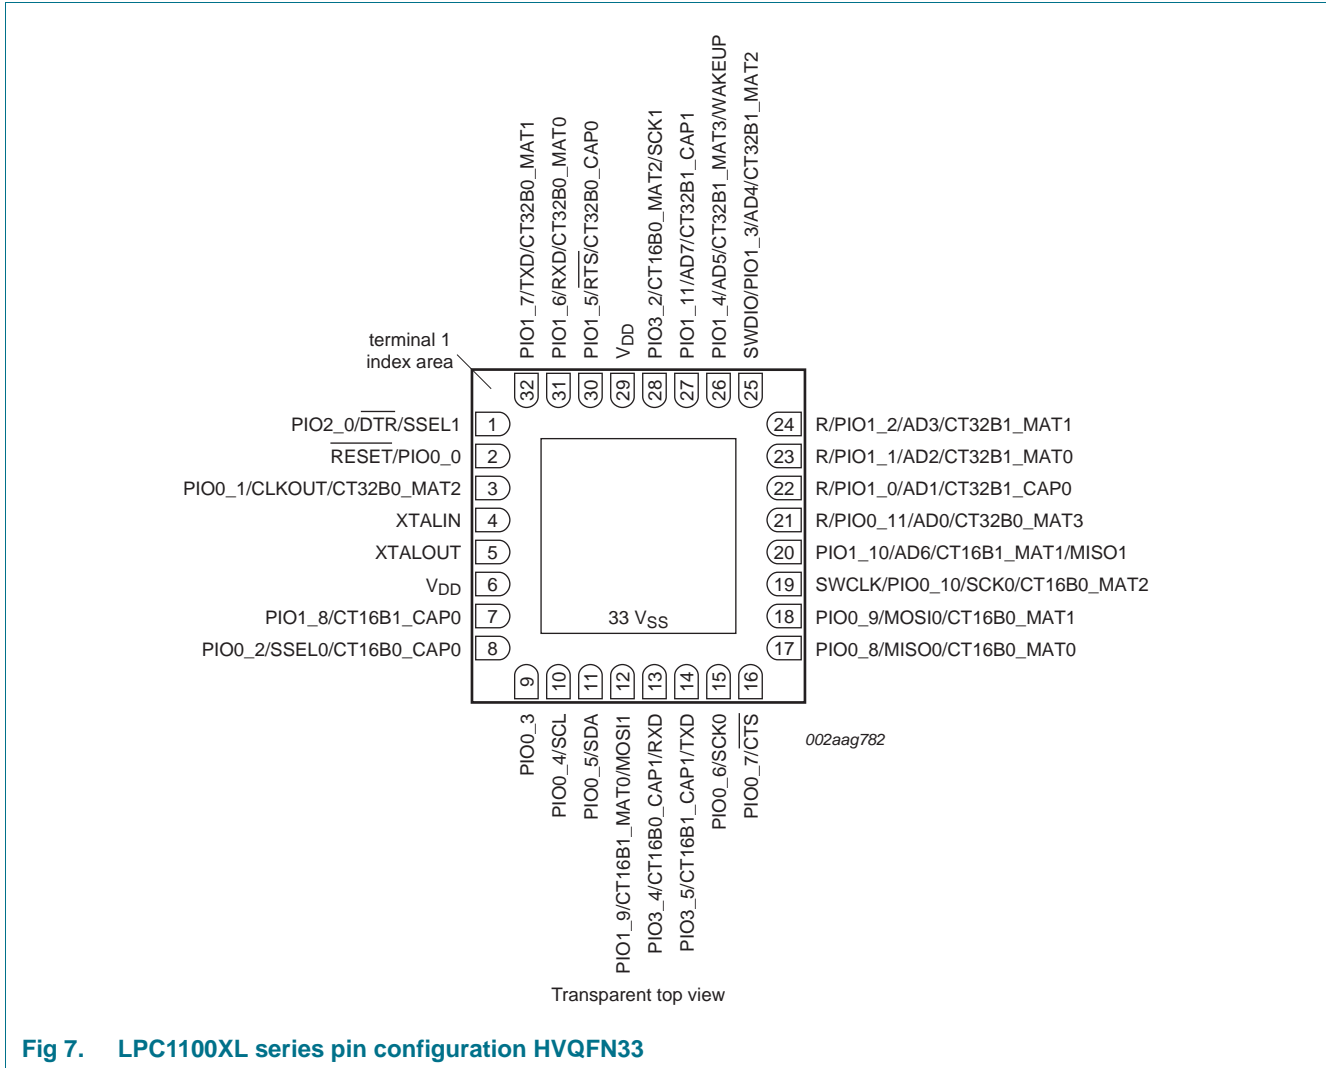 PIO1_7/TXD/CT32B0_MAT1
PIO1_6/RXD/CT32B0_MAT0
PIO1_5/RTS/CT32B0_CAP0
VDD
PIO3_2/CT16B0_MAT2/SCK1
PIO1_11/AD7/CT32B1_CAP1
PIO1_4/AD5/CT32B1_MAT3/WAKEUP
SWDIO/PIO1_3/AD4/CT32B1_MAT2
terminal 1
index area
32
31
30
29
28
27
26
25
PIO2_0/DTR/SSEL1 1
RESET/PIO0_0 2
PIO0_1/CLKOUT/CT32B0_MAT2 3
XTALIN 4
XTALOUT 5
VDD 6
PIO1_8/CT16B1_CAP0 7
PIO0_2/SSEL0/CT16B0_CAP0 8
33 VSS
24 R/PIO1_2/AD3/CT32B1_MAT1
23 R/PIO1_1/AD2/CT32B1_MAT0
22 R/PIO1_0/AD1/CT32B1_CAP0
21 R/PIO0_11/AD0/CT32B0_MAT3
20 PIO1_10/AD6/CT16B1_MAT1/MISO1
19 SWCLK/PIO0_10/SCK0/CT16B0_MAT2
18 PIO0_9/MOSI0/CT16B0_MAT1
17 PIO0_8/MISO0/CT16B0_MAT0
9
10
11
12
13
14
15
16
PIO0_3
PIO0_4/SCL
PIO0_5/SDA
PIO1_9/CT16B1_MAT0/MOSI1
PIO3_4/CT16B0_CAP1/RXD
PIO3_5/CT16B1_CAP1/TXD
PIO0_6/SCK0
PIO0_7/CTS
002aag782
Transparent top view
Fig 7. LPC1100XL series pin configuration HVQFN33